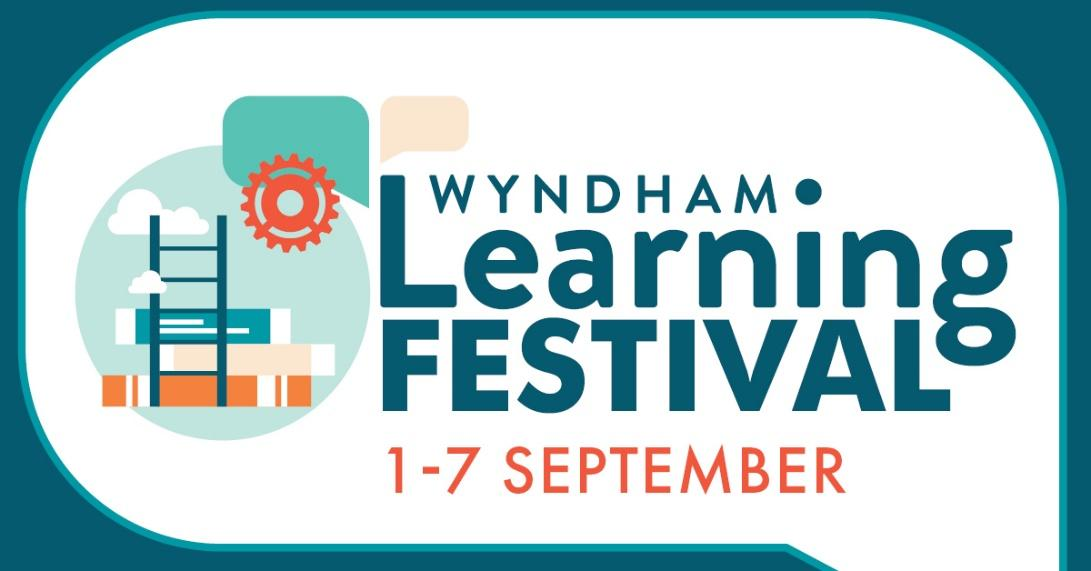 WYNDHAM
Learning
FESTIVAL
1-7 SEPTEMBER